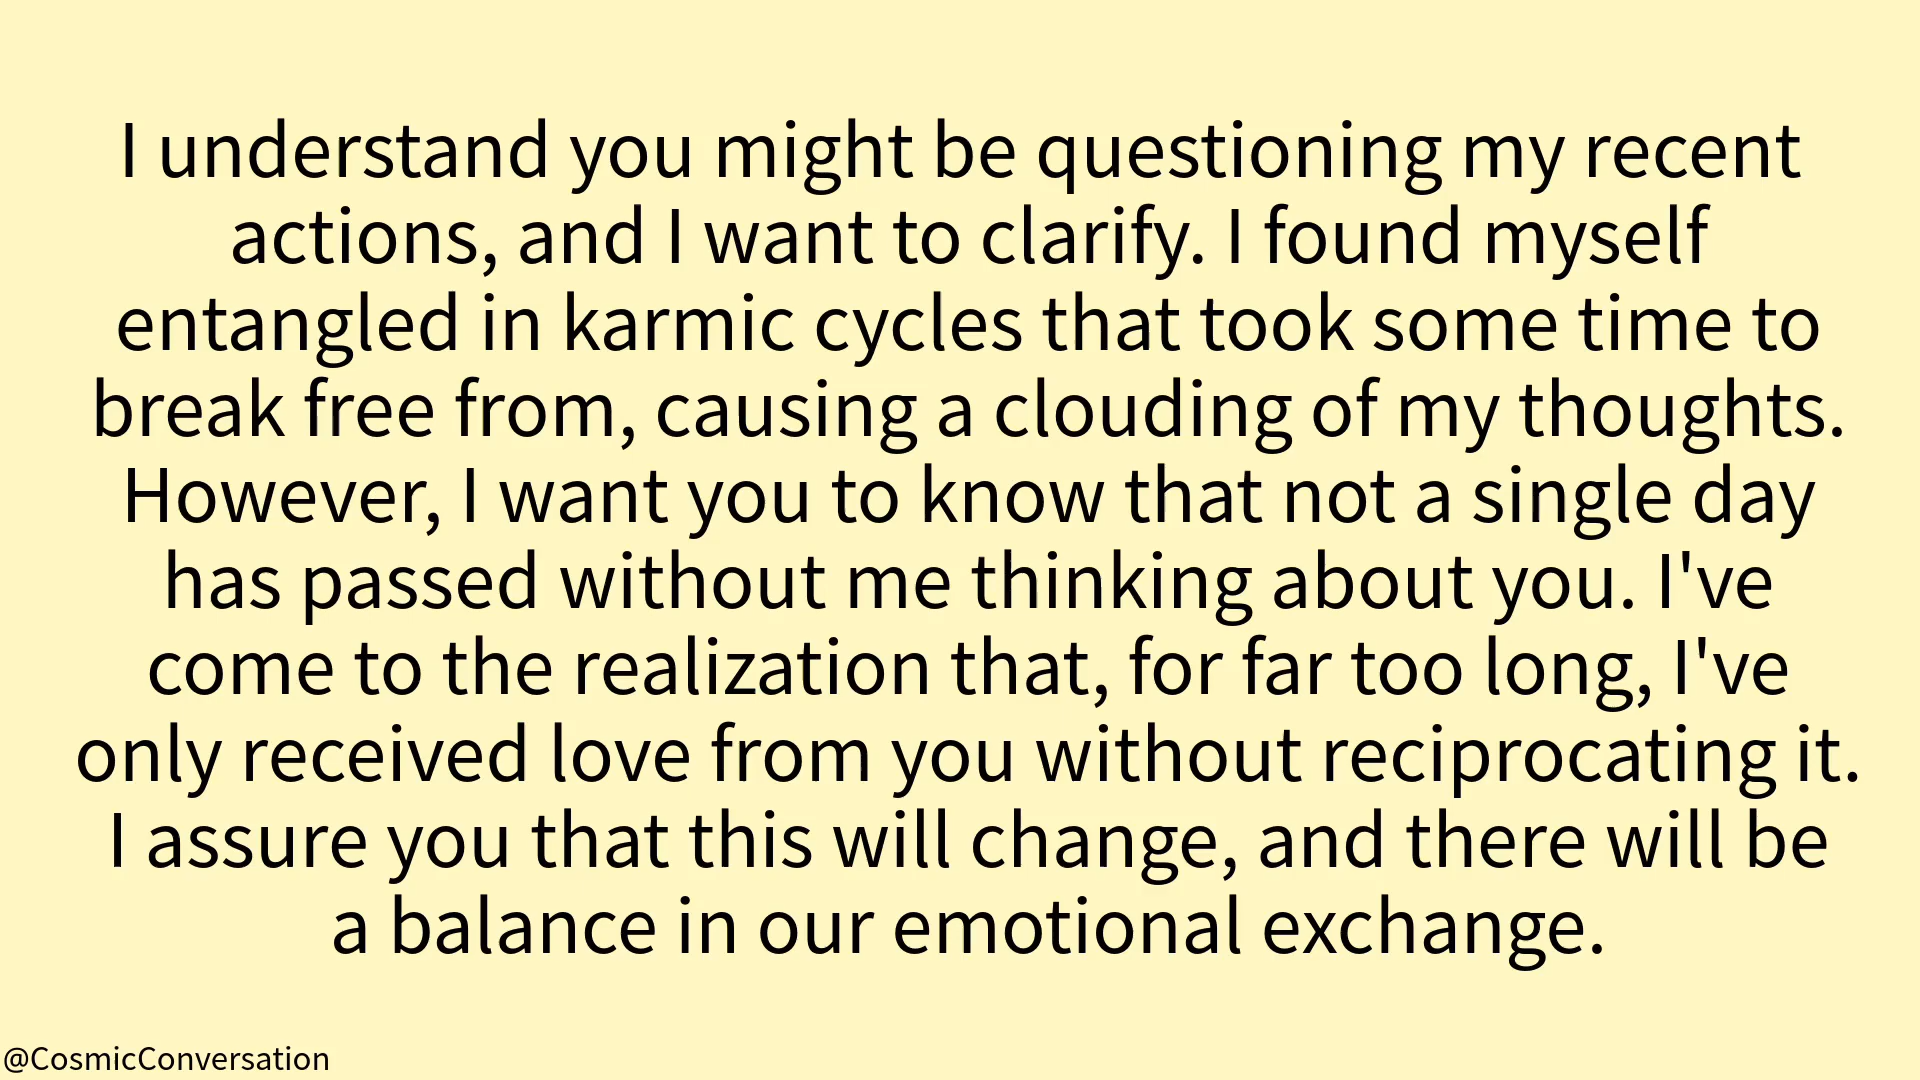 I understand you might be questioning my recent
actions, and I want to clarify. I found myself
entangled in karmic cycles that took some time to
break free from, causing a clouding of my thoughts.
However, I want you to know that not a single day
has passed without me thinking about you. I've
come to the realization that, for far too long, I've
only received love from you without reciprocating it.
I assure you that this will change, and there will be
a balance in our emotional exchange.
@CosmicConversation